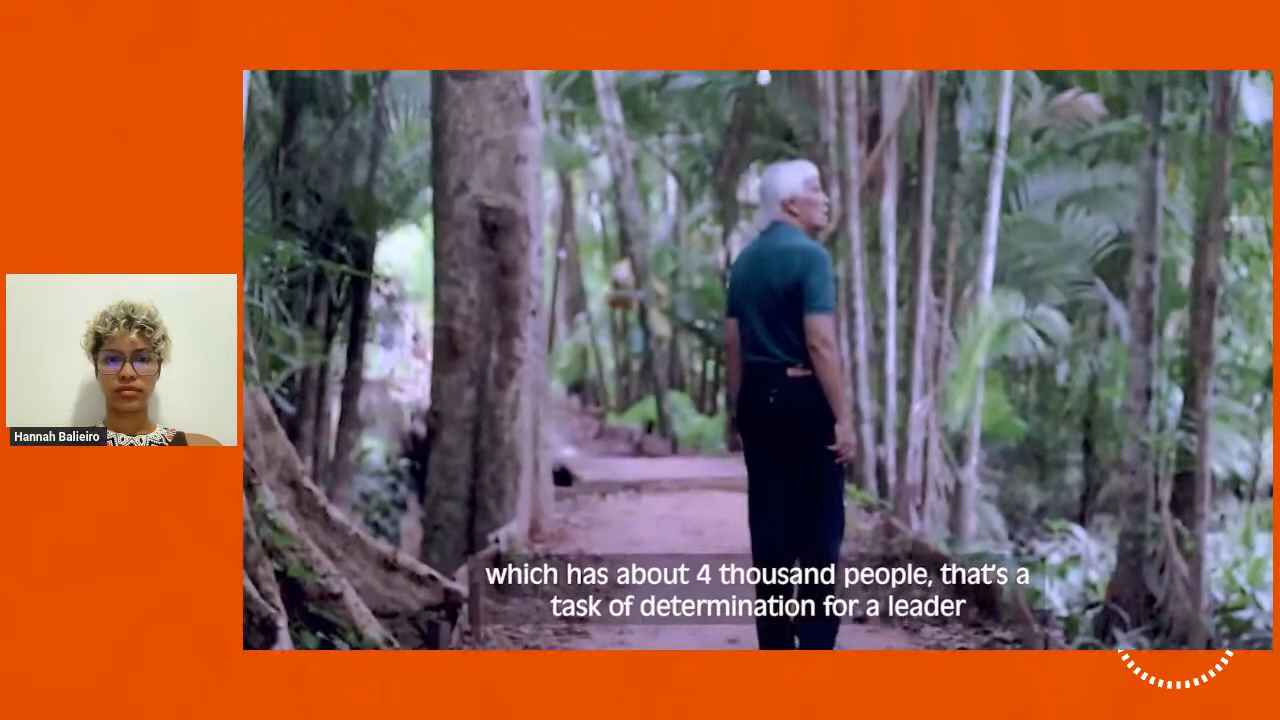 Hannah Balieiro
which has about 4 thousand people, that's a
task of determination for a leader